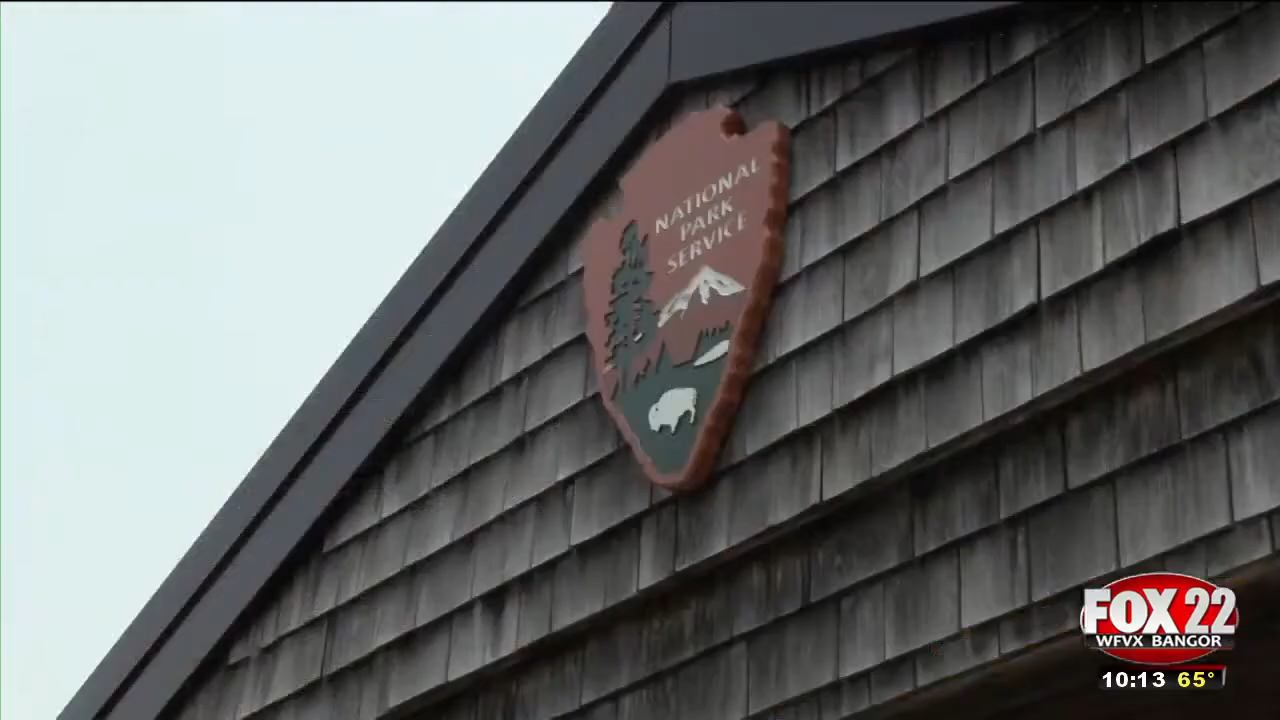 NATIONAL
PARK
SERVICE
FOX 22
WFVX BANGOR
10:13 65°